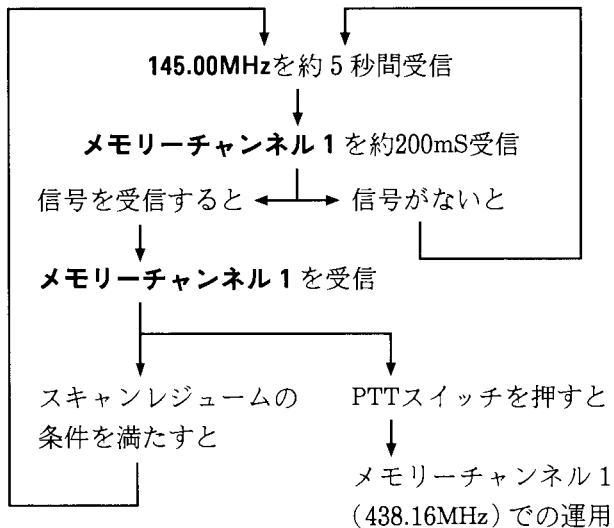 145.00MHzを約5秒間受信
メモリーチャンネル1を約200mS受信
信号を受信すると
信号がないと
メモリーチャンネル1を受信
スキャンレジュームの
条件を満たすと
PTTスイッチを押すと
メモリーチャンネル1
(438.16MHz)での運用